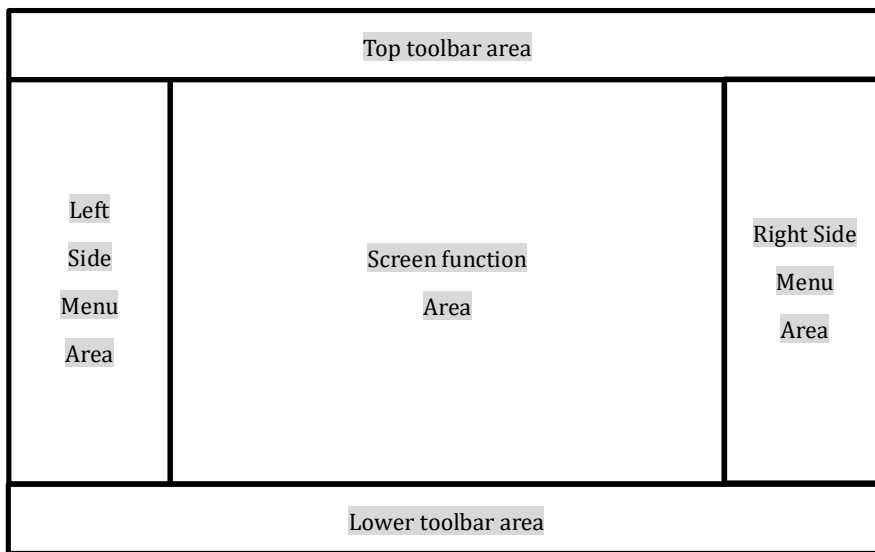 Top toolbar area
Left
Side
Menu
Area
Screen function
Area
Right Side
Menu
Area
Lower toolbar area